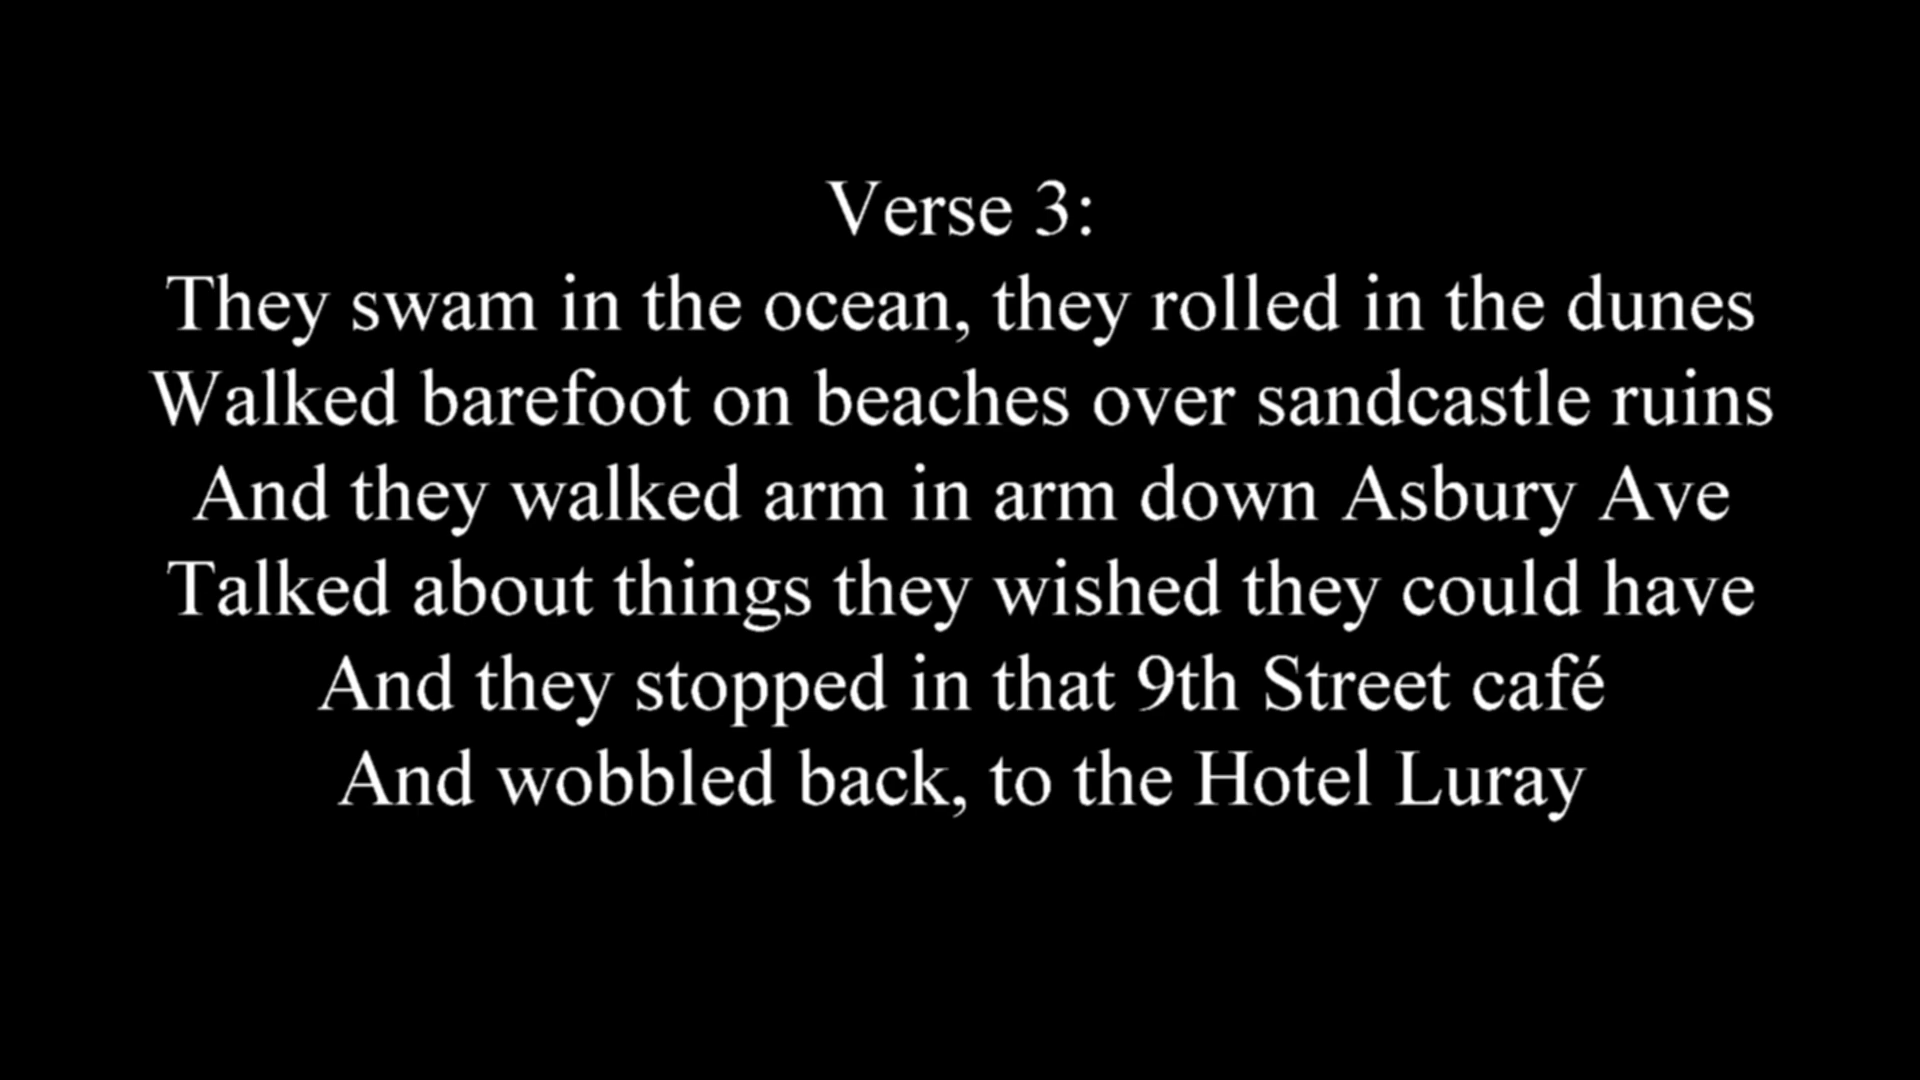 Verse 3:
They swam in the ocean, they rolled in the dunes
Walked barefoot on beaches over sandcastle ruins
And they walked arm in arm down Asbury Ave
Talked about things they wished they could have
And they stopped in that 9th Street café
And wobbled back, to the Hotel Luray